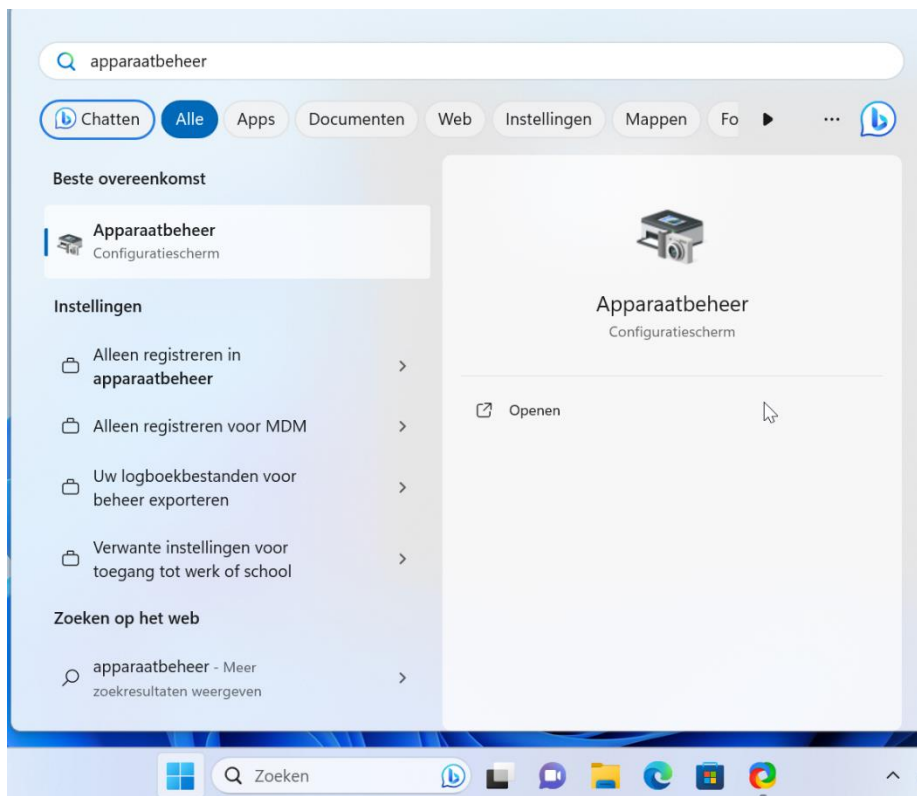 apparaatbeheer
Chatten Alle Apps Documenten Web Instellingen Mappen Fo ...
Beste overeenkomst
Apparaatbeheer
Configuratiescherm
Instellingen
Alleen registreren in
apparaatbeheer
Alleen registreren voor MDM
Uw logboekbestanden voor
beheer exporteren
Verwante instellingen voor
toegang tot werk of school
Zoeken op het web
apparaatbeheer - Meer
zoekresultaten weergeven
Apparaatbeheer
Configuratiescherm
Openen
Zoeken